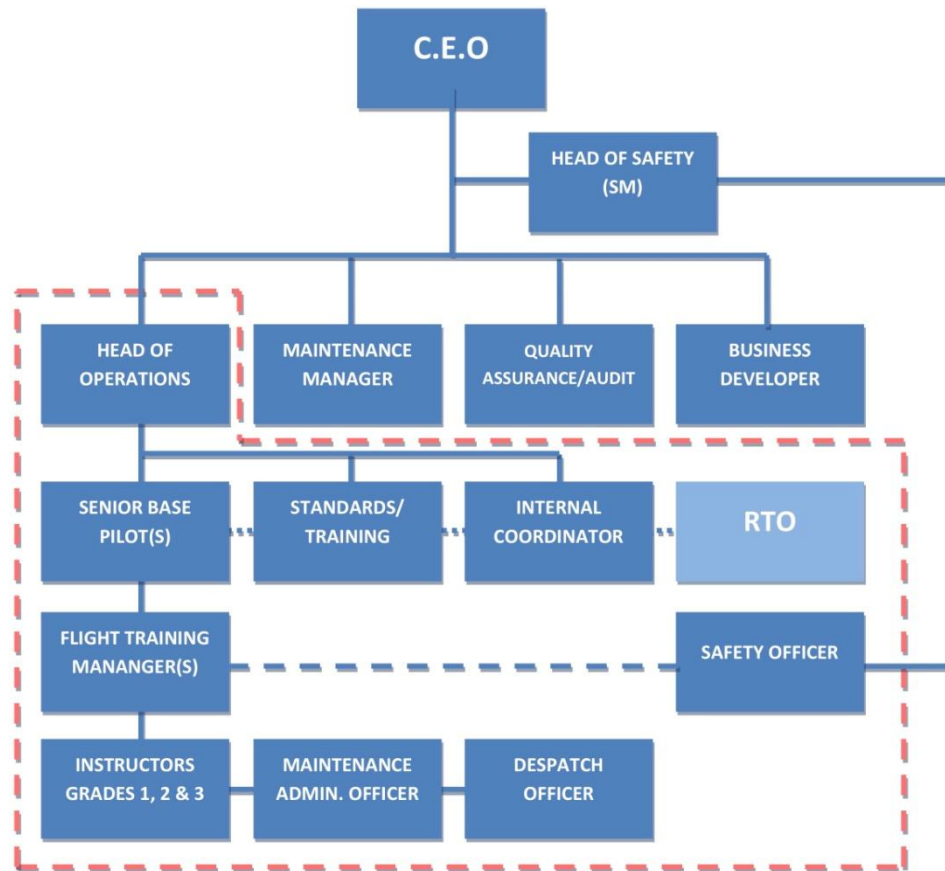 C.E.O
HEAD OF SAFETY
(SM)
HEAD OF
OPERATIONS
MAINTENANCE
MANAGER
QUALITY
ASSURANCE/AUDIT
BUSINESS
DEVELOPER
SENIOR BASE
PILOT(S)
STANDARDS/
TRAINING
INTERNAL
COORDINATOR
RTO
FLIGHT TRAINING
MANANGER(S)
SAFETY OFFICER
INSTRUCTORS
GRADES 1, 2 & 3
MAINTENANCE
ADMIN. OFFICER
DESPATCH
OFFICER